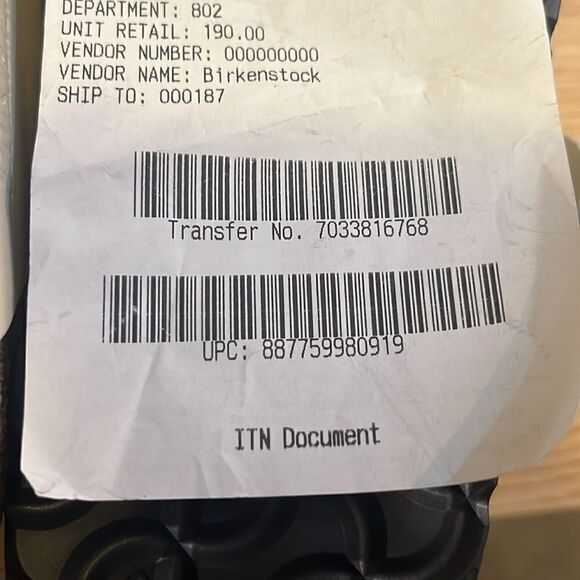 DEPARTMENT: 802
UNIT RETAIL: 190.00
VENDOR NUMBER: 000000000
VENDOR NAME: Birkenstock
SHIP TO: 000187
Transfer No. 7033816768
UPC: 887759980919
ITN Document